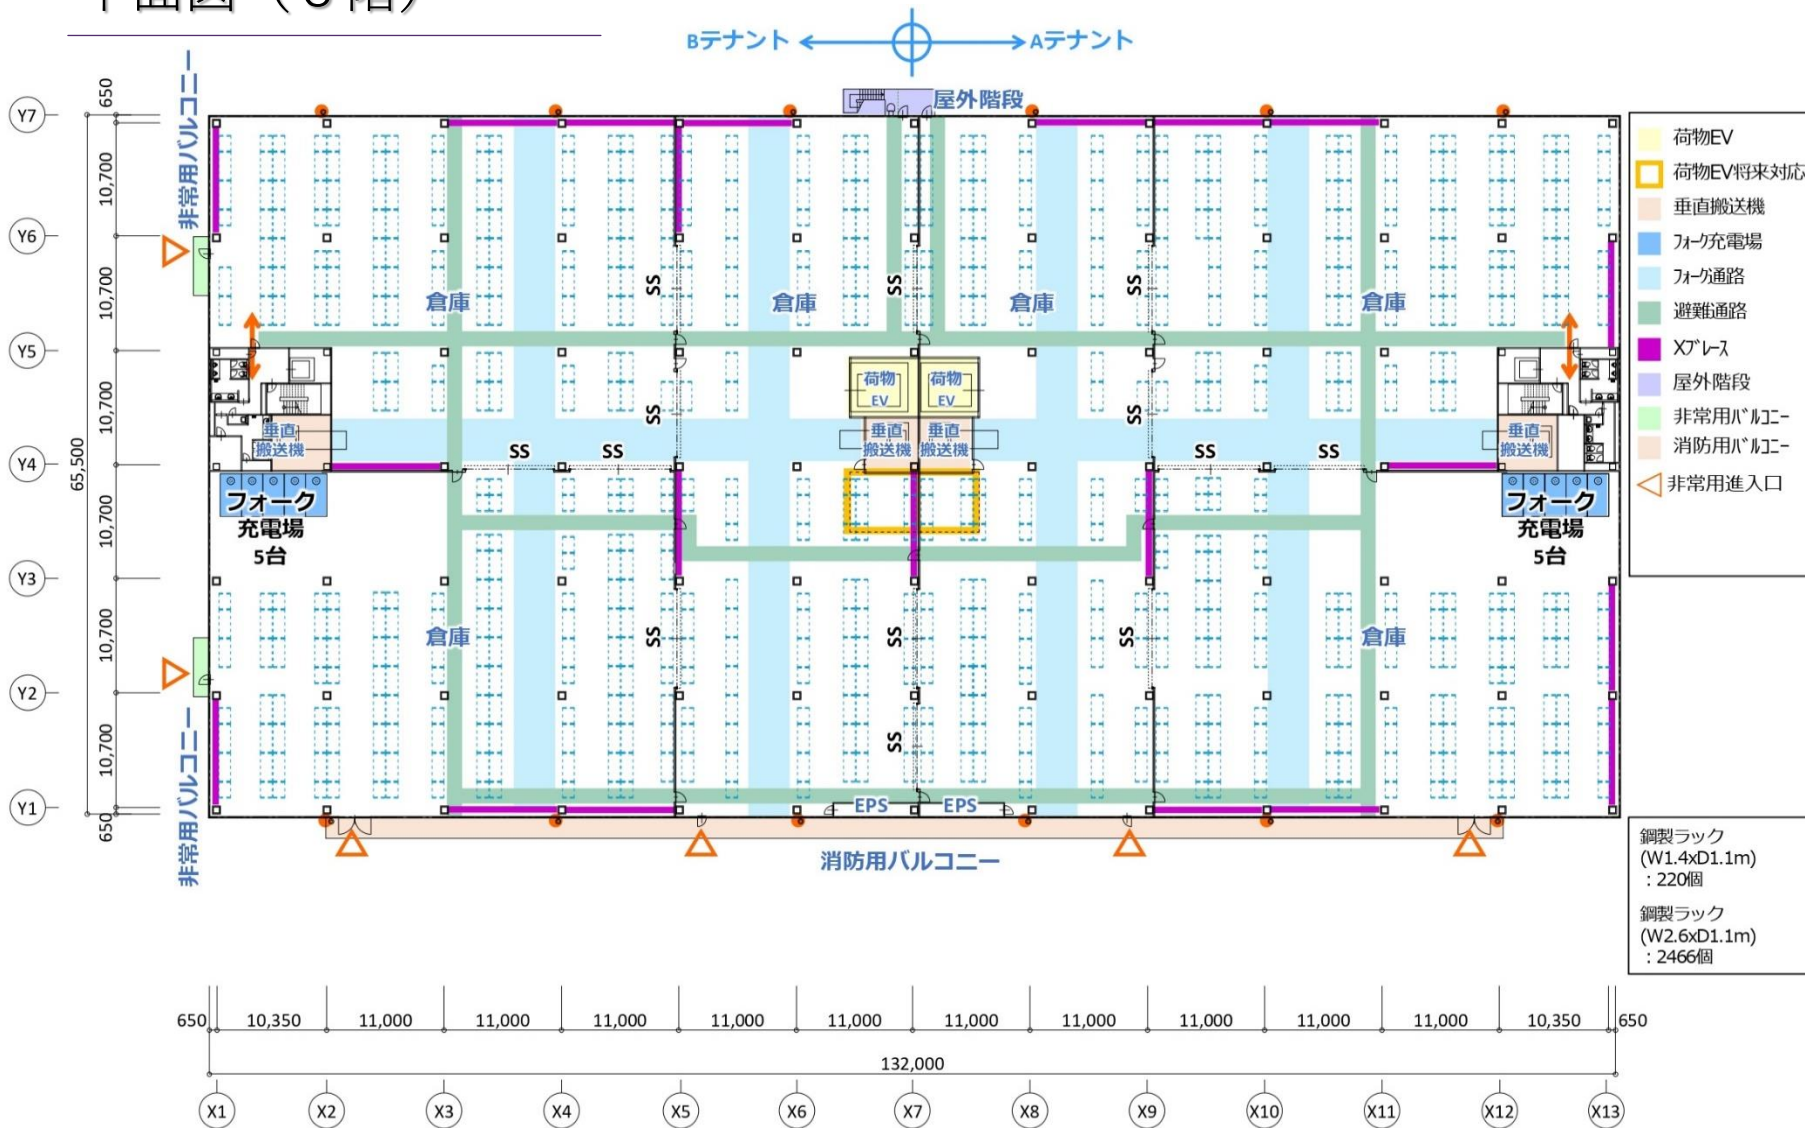 平面図（3階）
Bテナント
Aテナント
屋外階段
非常用バルコニー
非常用バルコニー
消防用バルコニー
Y7
Y6
Y5
Y4
Y3
Y2
Y1
650
10,700
10,700
10,700
10,700
10,700
10,700
650
65,500
倉庫
倉庫
倉庫
倉庫
SS
SS
SS
SS
SS
荷物
EV
荷物
EV
垂直
搬送機
垂直
搬送機
垂直
搬送機
垂直
搬送機
SS
SS
SS
SS
フォーク
充電場
5台
フォーク
充電場
5台
倉庫
倉庫
SS
SS
SS
SS
EPS
EPS
荷物EV
荷物EV将来対応
垂直搬送機
フォーク充電場
フォーク通路
避難通路
Xブレース
屋外階段
非常用バルコニー
消防用バルコニー
非常用進入口
鋼製ラック
(W1.4xD1.1m)
：220個
鋼製ラック
(W2.6xD1.1m)
：2466個
650
10,350
11,000
11,000
11,000
11,000
11,000
11,000
11,000
11,000
11,000
11,000
10,350
650
132,000
X1
X2
X3
X4
X5
X6
X7
X8
X9
X10
X11
X12
X13